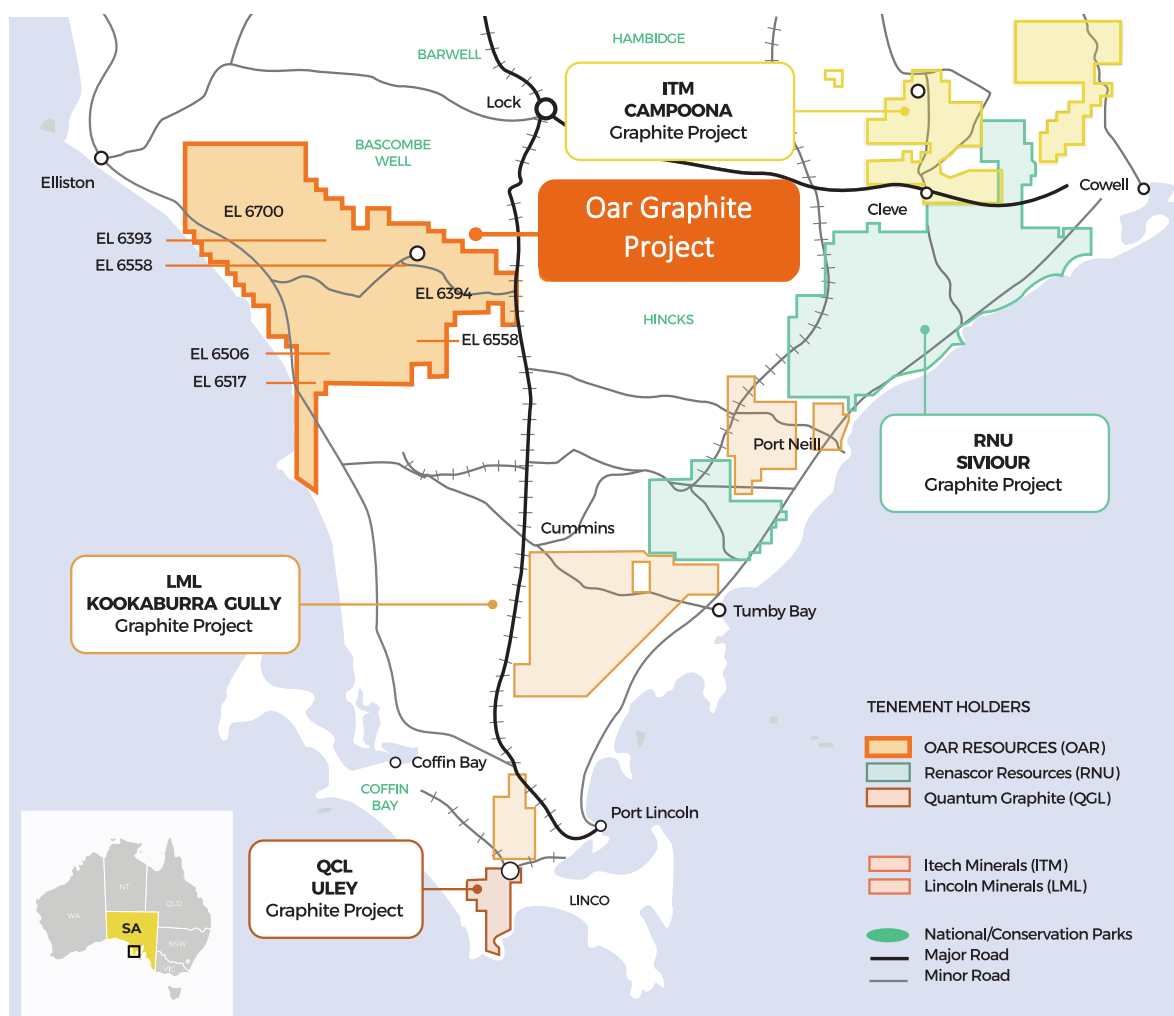 HAMBIDGE
BARWELL
ITM
CAMPOONA
Graphite Project
Lock
BASCOMBE
WELL
Elliston
Cowell
Cleve
Oar Graphite
Project
EL 6700
EL 6393
EL 6558
EL 6394
HINCKS
EL 6558
EL 6506
EL 6517
RNU
SIVIOUR
Graphite Project
Port Neill
Cummins
LML
KOOKABURRA GULLY
Graphite Project
Tumby Bay
TENEMENT HOLDERS
OAR RESOURCES (OAR)
Renascor Resources (RNU)
Quantum Graphite (QGL)
Itech Minerals (ITM)
Lincoln Minerals (LML)
National/Conservation Parks
Major Road
Minor Road
Coffin Bay
COFFIN
BAY
Port Lincoln
QCL
ULEY
Graphite Project
LINCO
NT
QLD
WA
SA
NSW
VIC